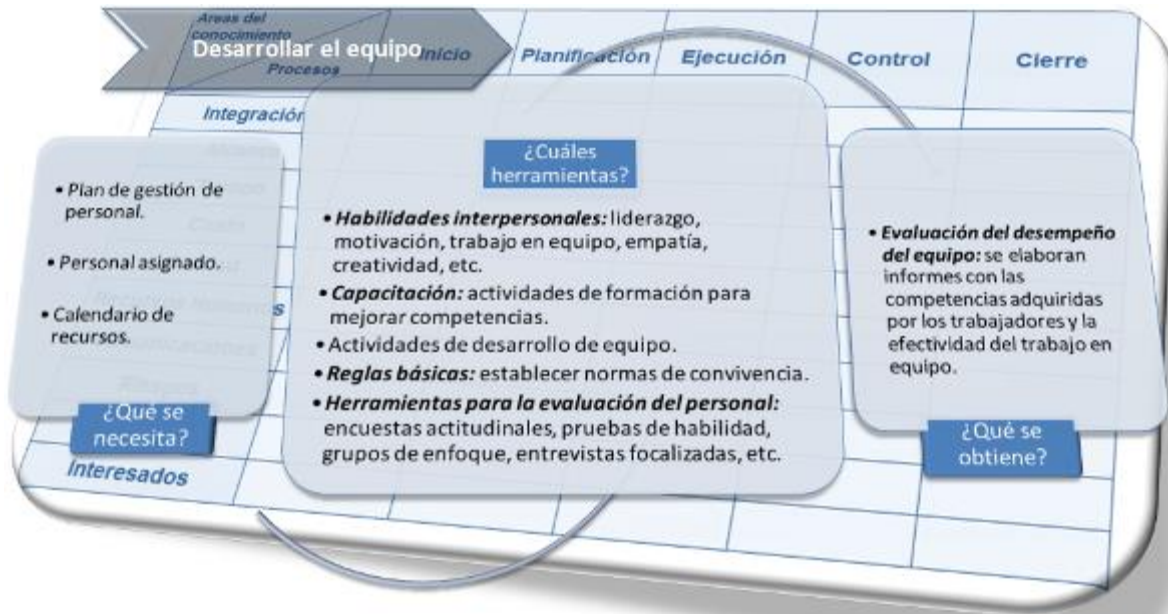 Areas del
conocimiento
Procesos
Desarrollar el equipo
Inicio
Planificación
Ejecución
Control
Cierre
Integración
• Plan de gestión de
personal.
• Personal asignado.
• Calendario de
recursos.
¿Qué se
necesita?
Interesados
¿Cuáles
herramientas?
• Habilidades interpersonales: liderazgo,
motivación, trabajo en equipo, empatía,
creatividad, etc.
• Capacitación: actividades de formación para
mejorar competencias.
• Actividades de desarrollo de equipo.
• Reglas básicas: establecer normas de convivencia.
• Herramientas para la evaluación del personal:
encuestas actitudinales, pruebas de habilidad,
grupos de enfoque, entrevistas focalizadas, etc.
• Evaluación del desempeño
del equipo: se elaboran
informes con las
competencias adquiridas
por los trabajadores y la
efectividad del trabajo en
equipo.
¿Qué se
obtiene?